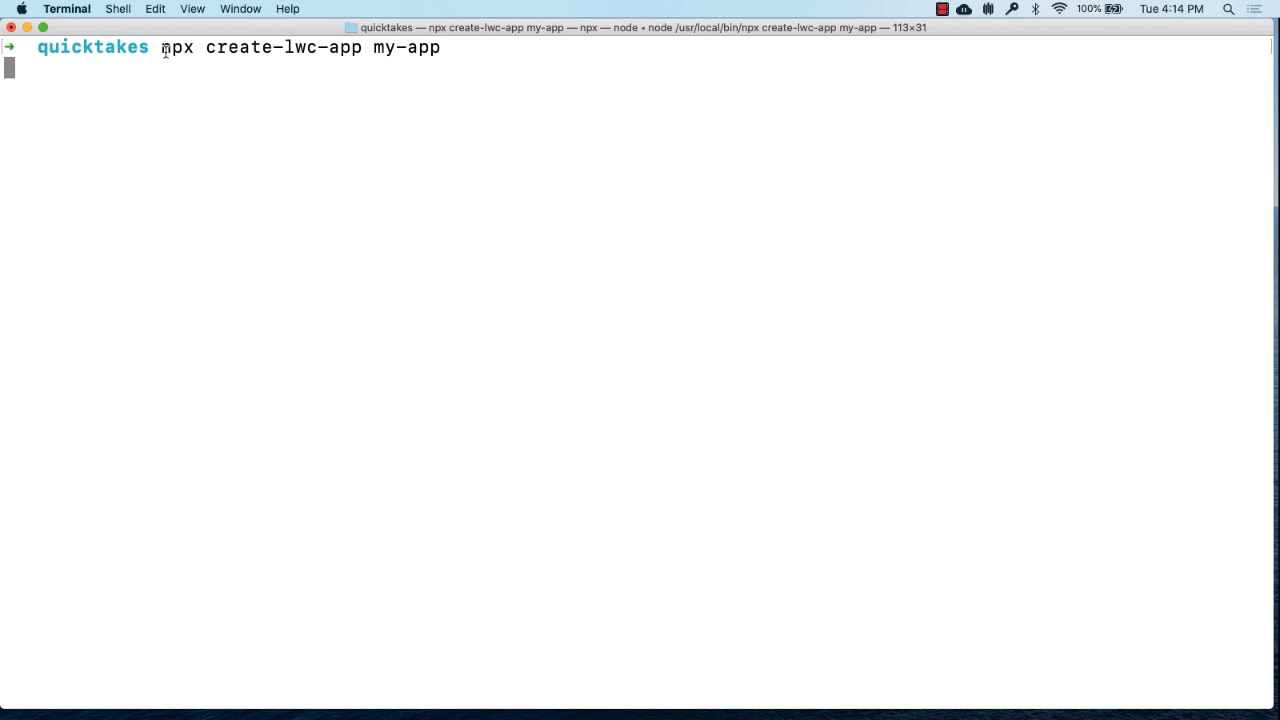 Terminal Shell Edit View Window Help 100% Tue 4:14 PM
quicktakes — npx create-lwc-app my-app — npx — node ◂ node /usr/local/bin/npx create-lwc-app my-app — 113×31
➜ quicktakes npx create-lwc-app my-app